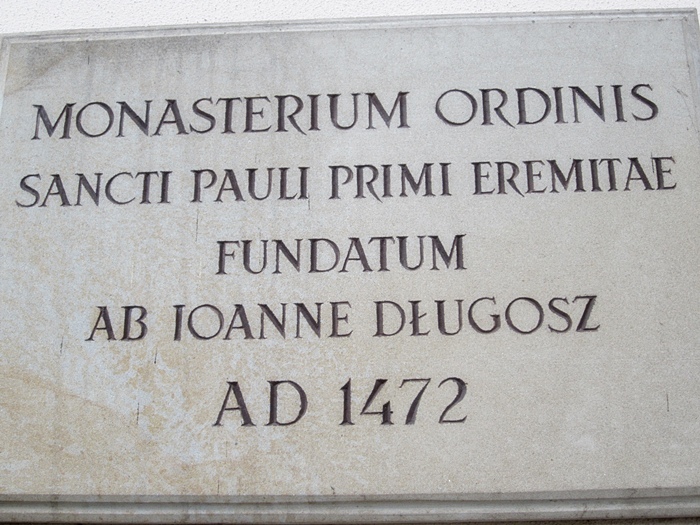 MONASTERIUM ORDINIS
SANCTI PAULI PRIMI EREMITAE
FUNDATUM
AB IOANNE DŁUGOSZ
AD 1472